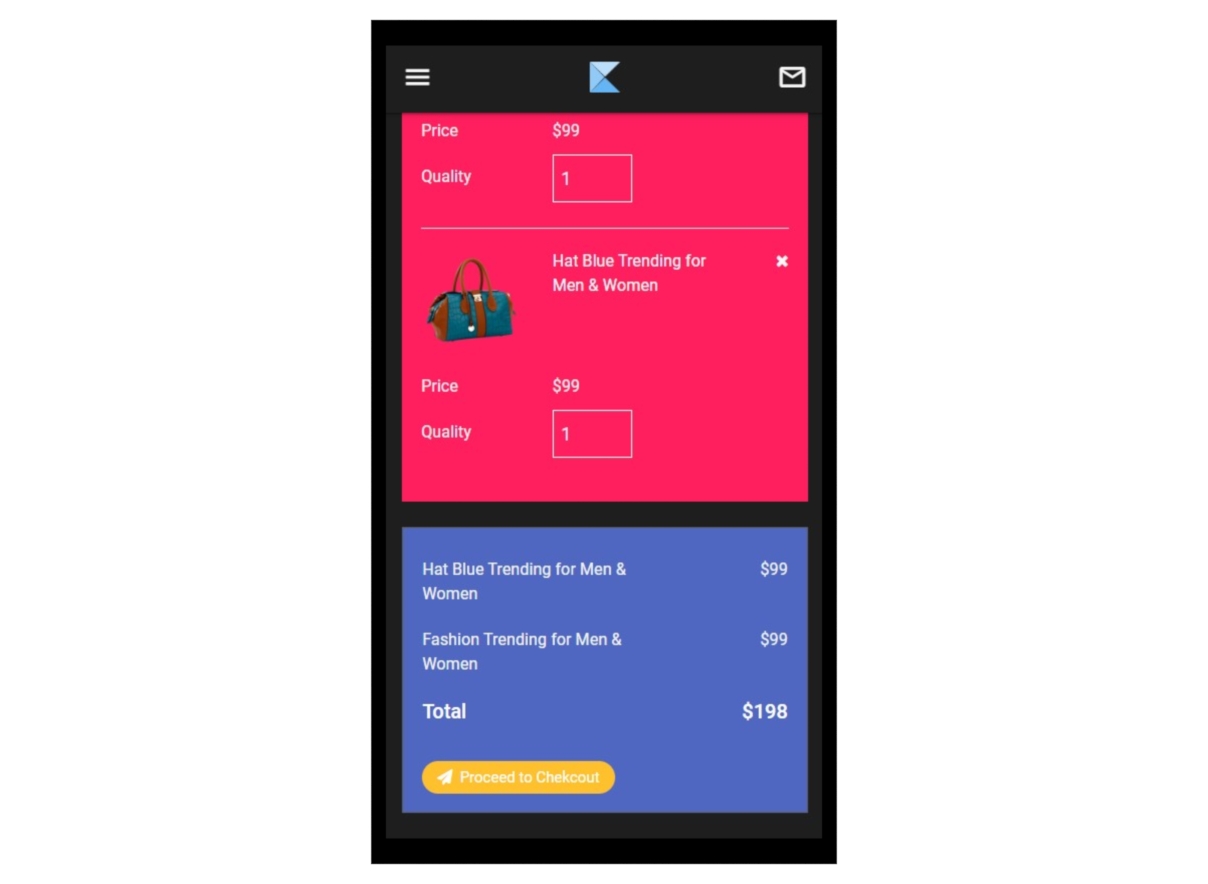 Price $99
Quality 1
Hat Blue Trending for
Men & Women
Price $99
Quality 1
Hat Blue Trending for Men & $99
Women
Fashion Trending for Men & $99
Women
Total $198
Proceed to Chekcout